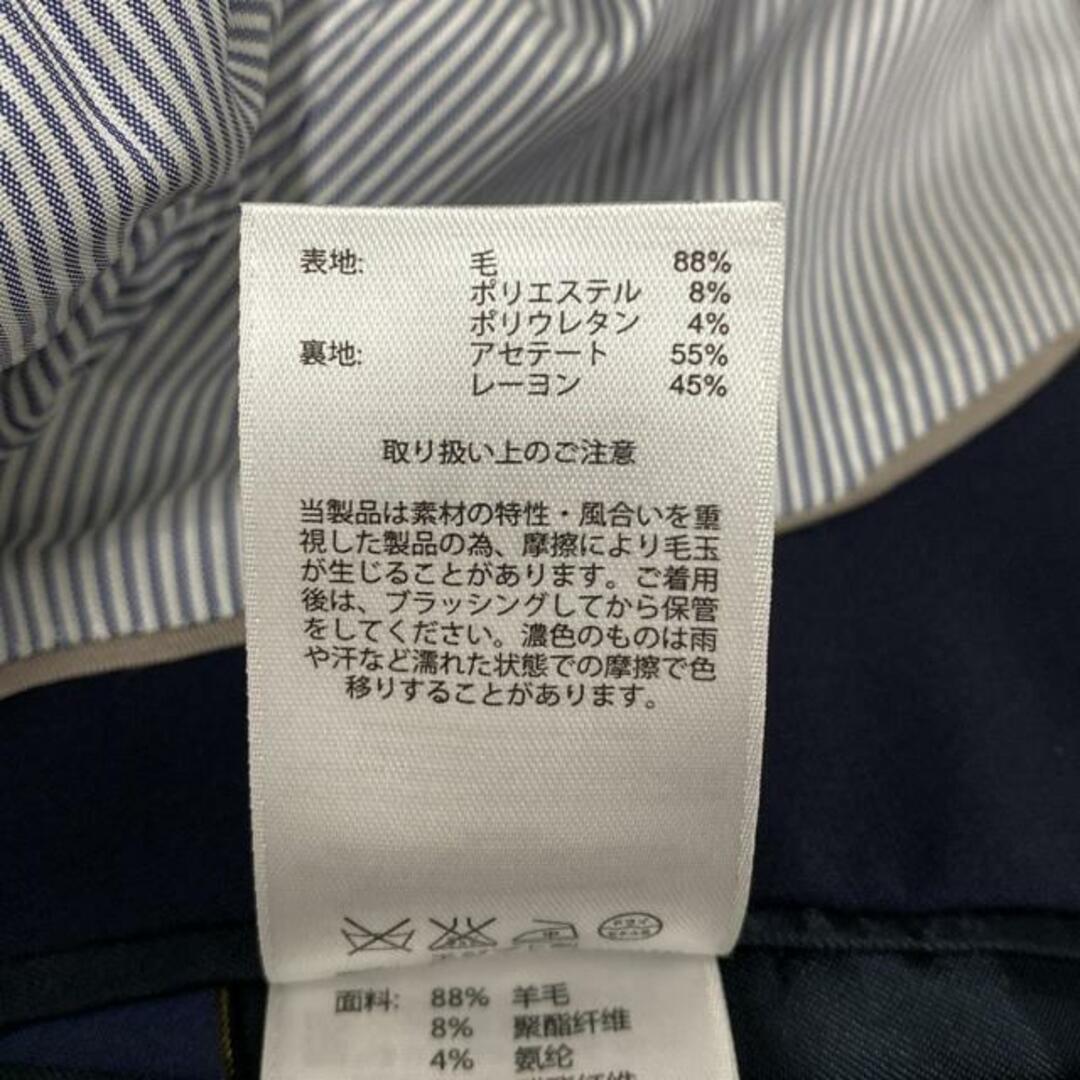 表地: 毛 88%
ポリエステル 8%
ポリウレタン 4%
裏地: アセテート 55%
レーヨン 45%
取り扱い上のご注意
当製品は素材の特性・風合いを重
視した製品の為、摩擦により毛玉
が生じることがあります。ご着用
後は、ブラッシングしてから保管
をしてください。濃色のものは雨
や汗など濡れた状態での摩擦で色
移りすることがあります。
中 ドライ
面料: 88% 羊毛
8% 聚酯纤维
4% 氨纶